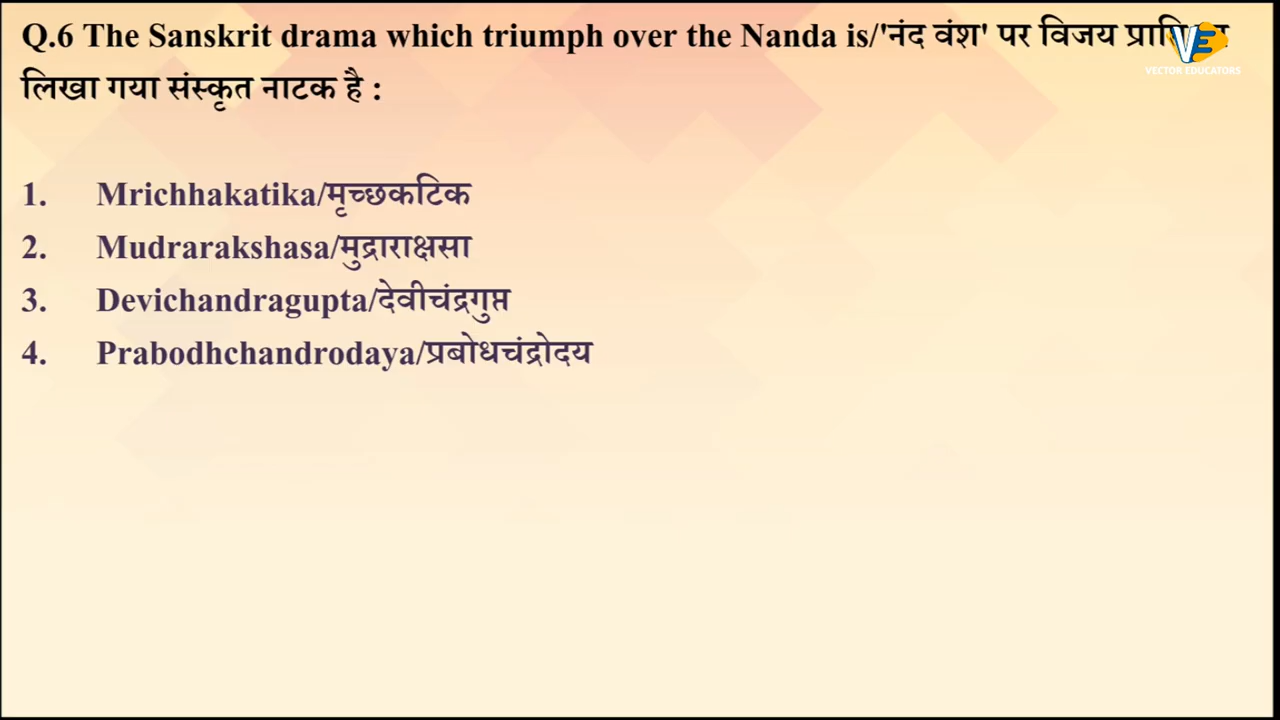 Q.6 The Sanskrit drama which triumph over the Nanda is/'नंद वंश' पर विजय
लिखा गया संस्कृत नाटक है :
VE
VECTOR EDUCATORS
1. Mrichhakatika/मृच्छकटिक
2. Mudrarakshasa/मुद्राराक्षसा
3. Devichandragupta/देवीचंद्रगुप्त
4. Prabodhchandrodaya/प्रबोधचंद्रोदय